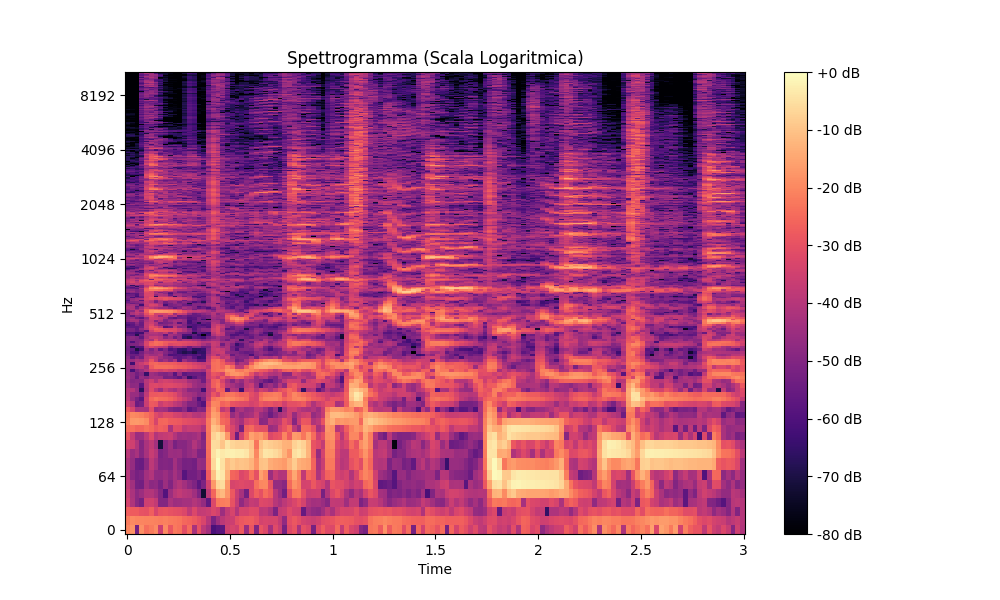 Spettrogramma (Scala Logaritmica)
Hz
8192
4096
2048
1024
512
256
128
64
0
0
0.5
1
1.5
2
2.5
3
Time
+0 dB
-10 dB
-20 dB
-30 dB
-40 dB
-50 dB
-60 dB
-70 dB
-80 dB